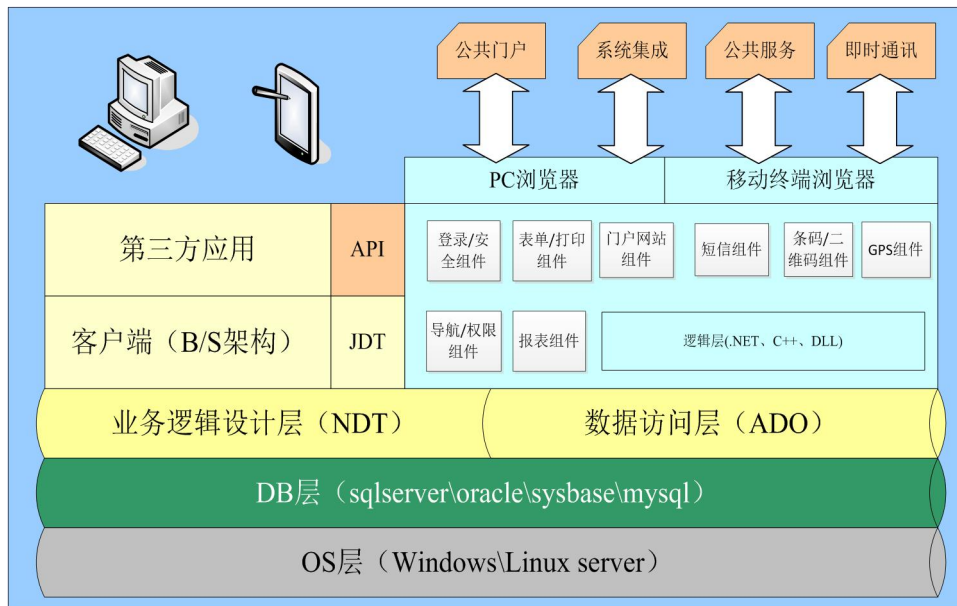 公共门户
系统集成
公共服务
即时通讯
PC浏览器
移动终端浏览器
第三方应用
API
登录/安
全组件
表单/打印
组件
门户网站
组件
短信组件
条码/二
维码组件
GPS组件
客户端（B/S架构）
JDT
导航/权限
组件
报表组件
逻辑层(.NET、C++、DLL)
业务逻辑设计层（NDT）
数据访问层（ADO）
DB层（sqlserver\oracle\sysbase\mysql）
OS层（Windows\Linux server）